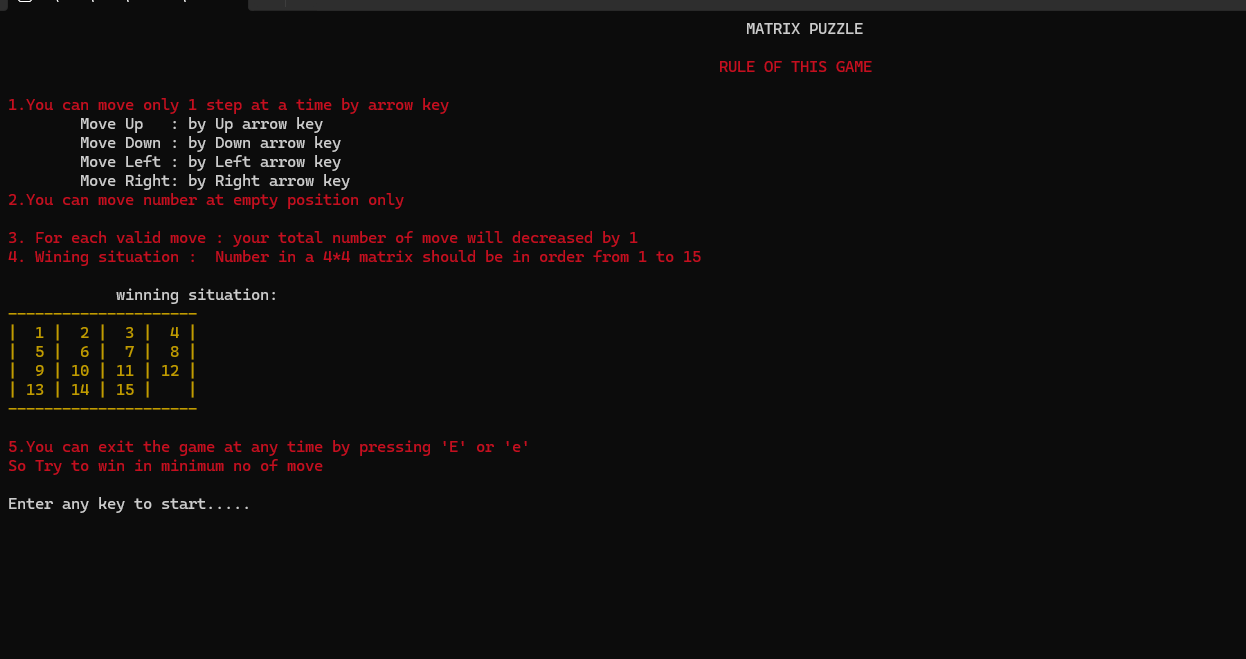 MATRIX PUZZLE
RULE OF THIS GAME
1.You can move only 1 step at a time by arrow key
Move Up   : by Up arrow key
Move Down : by Down arrow key
Move Left : by Left arrow key
Move Right: by Right arrow key
2.You can move number at empty position only
3. For each valid move : your total number of move will decreased by 1
4. Wining situation :  Number in a 4*4 matrix should be in order from 1 to 15
winning situation:
---------------------
|  1 |  2 |  3 |  4 |
|  5 |  6 |  7 |  8 |
|  9 | 10 | 11 | 12 |
| 13 | 14 | 15 |    |
---------------------
5.You can exit the game at any time by pressing 'E' or 'e'
So Try to win in minimum no of move
Enter any key to start.....